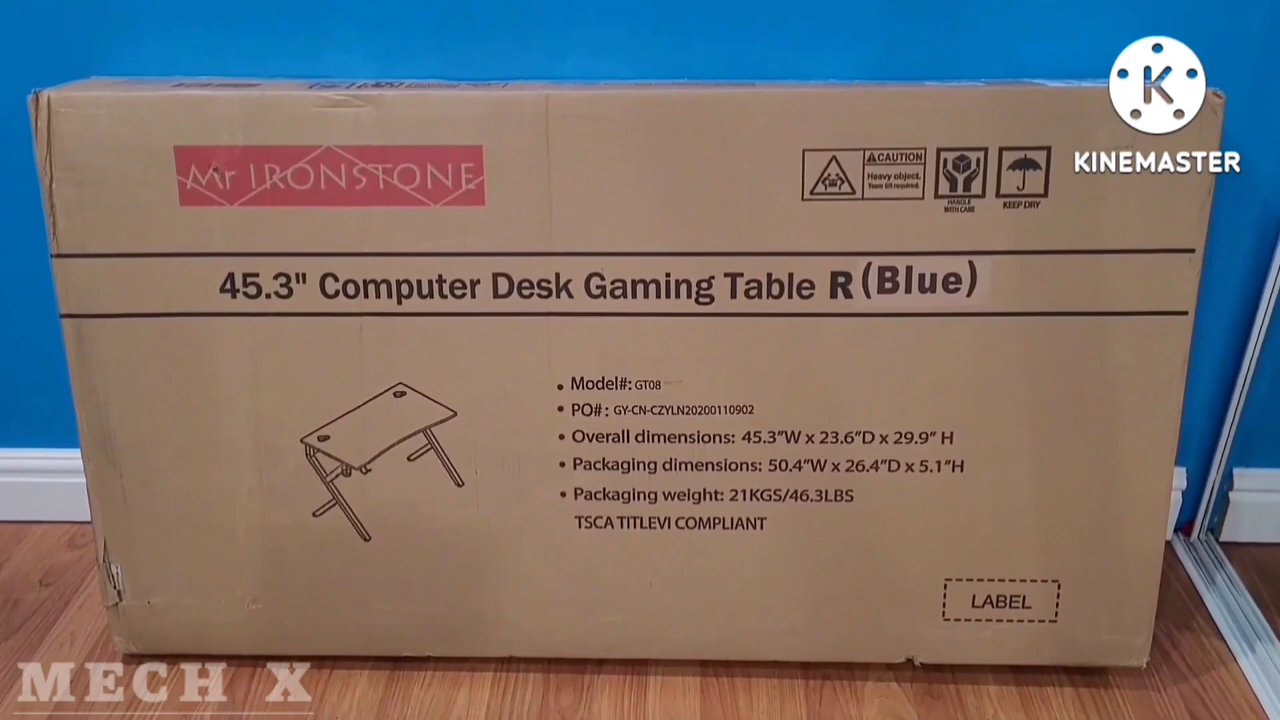 KINEMASTER
Mr IRONSTONE
CAUTION
Heavy object.
Team lift required.
HANDLE
WITH CARE
KEEP DRY
45.3" Computer Desk Gaming Table R (Blue)
• Model#: GT08
• PO#: GY-CN-CZYLN20200110902
• Overall dimensions: 45.3”W x 23.6”D x 29.9” H
• Packaging dimensions: 50.4”W x 26.4”D x 5.1”H
• Packaging weight: 21KGS/46.3LBS
TSCA TITLEVI COMPLIANT
LABEL
MECH X